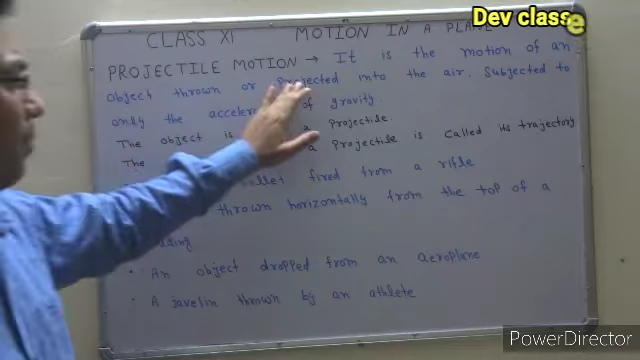 Dev classe
CLASS XI MOTION IN A PLANE
PROJECTILE MOTION → It is the motion of an
object thrown or projected into the air, subjected to
only the of gravity.
The object is a projectile.
The a projectile is called its trajectory
fired from a rifle
thrown horizontally from the top of a
• An object dropped from an aeroplane
• A javelin thrown by an athlete
PowerDirector